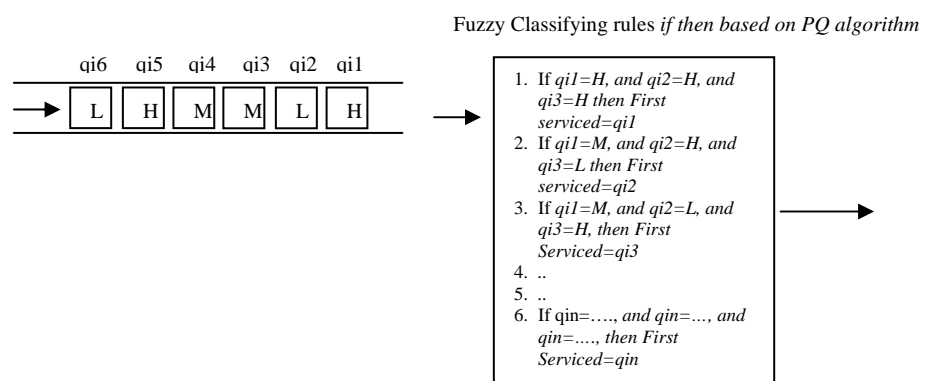 Fuzzy Classifying rules if then based on PQ algorithm
qi6 qi5 qi4 qi3 qi2 qi1
L H M M L H
1. If qi1=H, and qi2=H, and
qi3=H then First
serviced=qi1
2. If qi1=M, and qi2=H, and
qi3=L then First
serviced=qi2
3. If qi1=M, and qi2=L, and
qi3=H, then First
Serviced=qi3
4. ..
5. ..
6. If qin=…., and qin=…, and
qin=…., then First
Serviced=qin